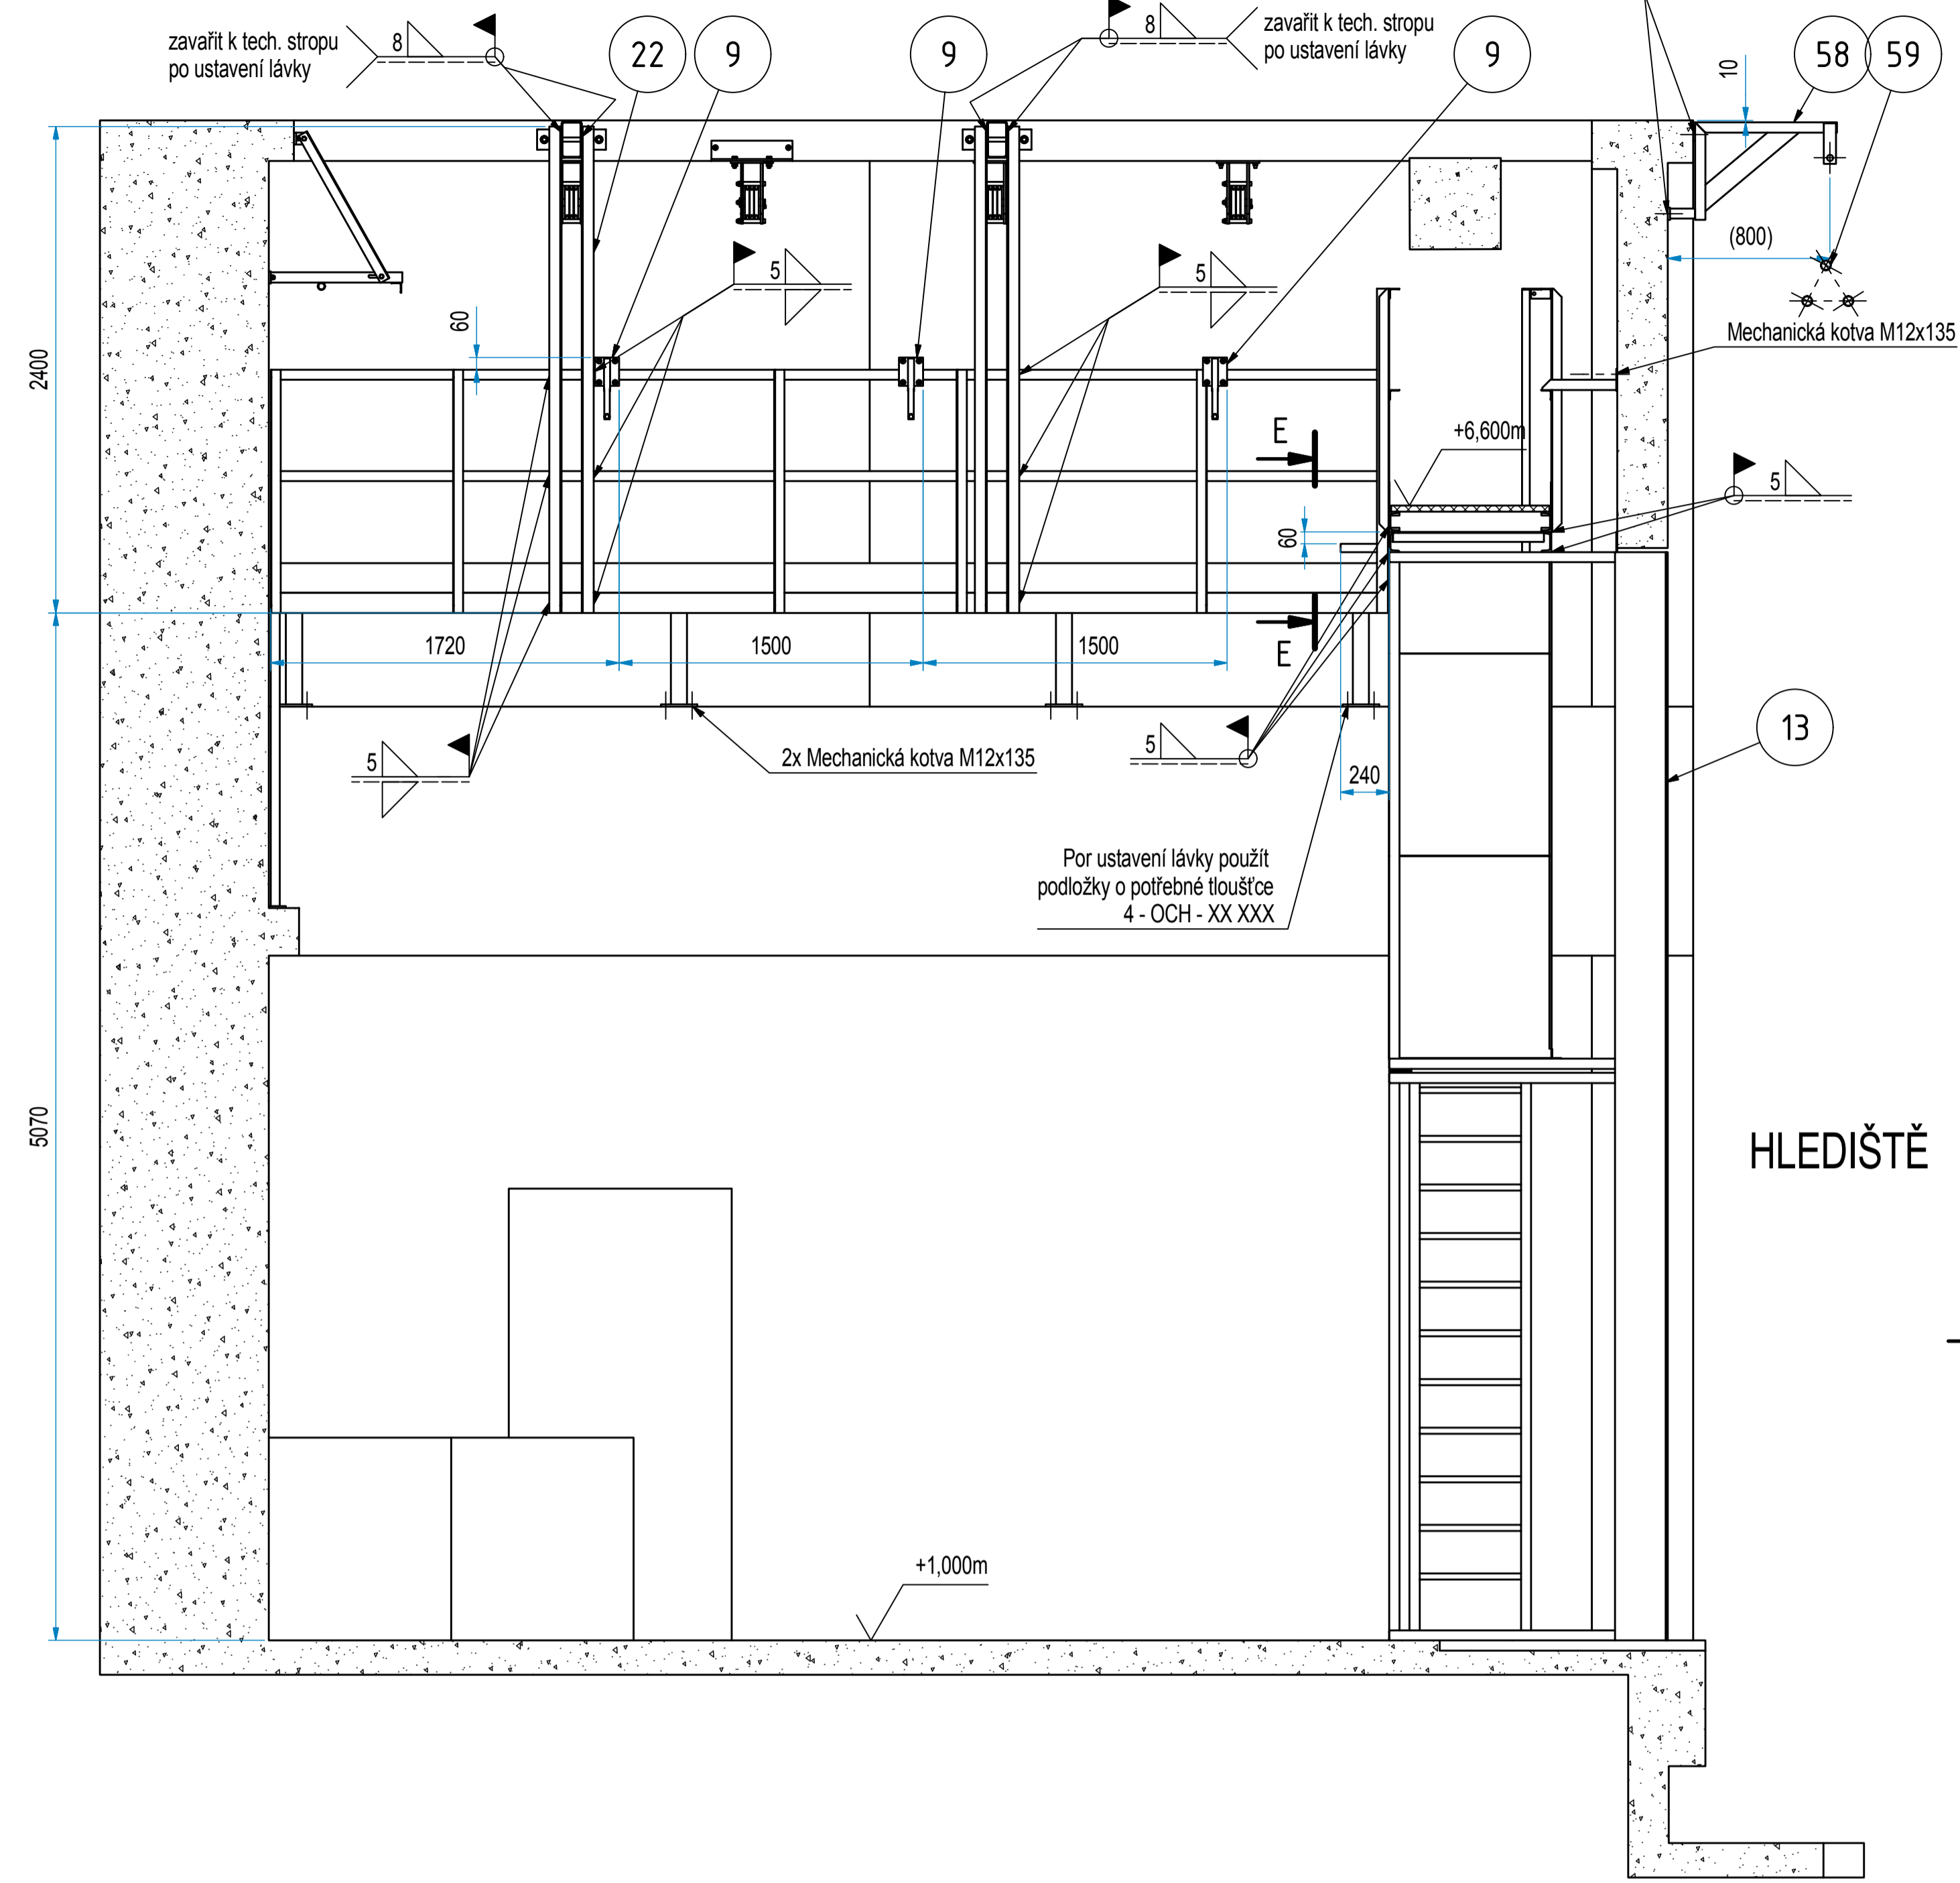 zavařit k tech. stropu
po ustavení lávky
8
22
9
9
8
zavařit k tech. stropu
po ustavení lávky
9
10
58
59
(800)
Mechanická kotva M12x135
5
5
60
2400
E
+6,600m
5
60
1720
1500
1500
E
5
2x Mechanická kotva M12x135
5
240
13
Por ustavení lávky použít
podložky o potřebné tloušťce
4 - OCH - XX XXX
5070
HLEDIŠTĚ
+1,000m